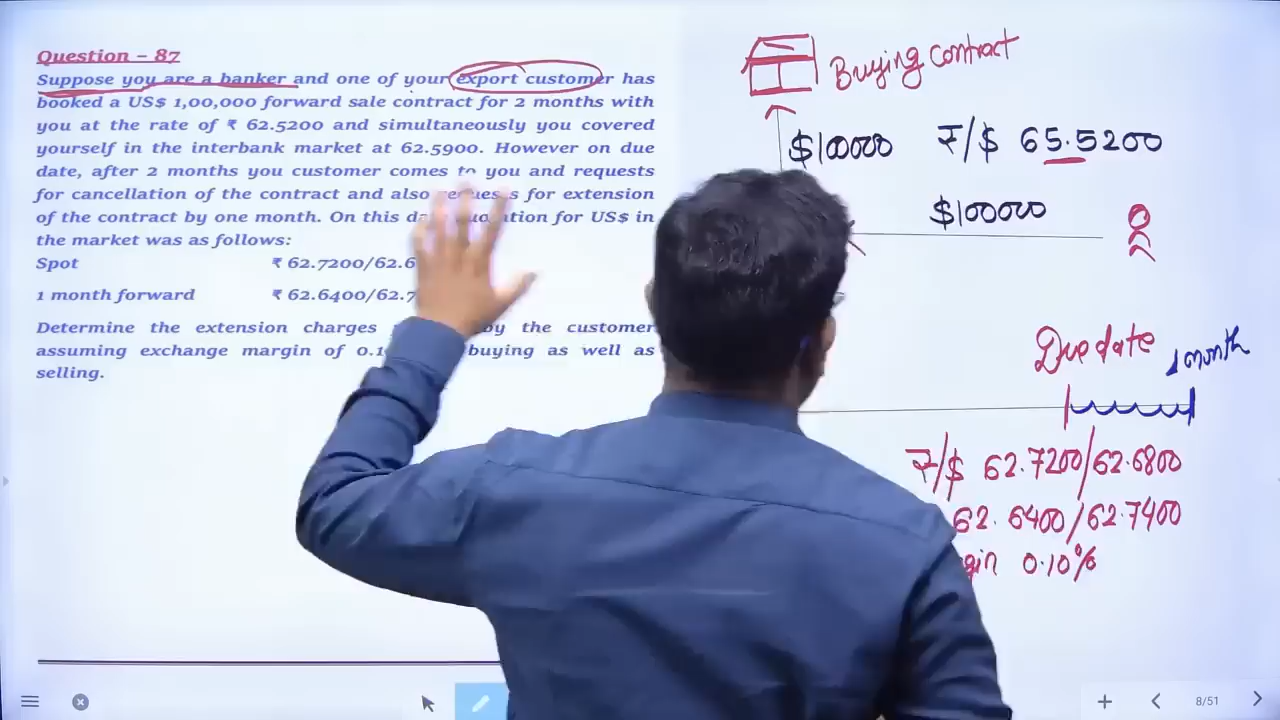 Question – 87
Suppose you are a banker and one of your export customer has
booked a US$ 1,00,000 forward sale contract for 2 months with
you at the rate of ₹ 62.5200 and simultaneously you covered
yourself in the interbank market at 62.5900. However on due
date, after 2 months you customer comes to you and requests
for cancellation of the contract and also for extension
of the contract by one month. On this for US$ in
the market was as follows:
Spot ₹ 62.7200/62.6
1 month forward ₹ 62.6400/62.7
Determine the extension charges by the customer
assuming exchange margin of buying as well as
selling.
Buying contract
$100000 ₹/$ 65.5200
$100000
Due date
1 month
₹/$ 62.7200/62.6800
62.6400/62.7400
0.10%
8/51